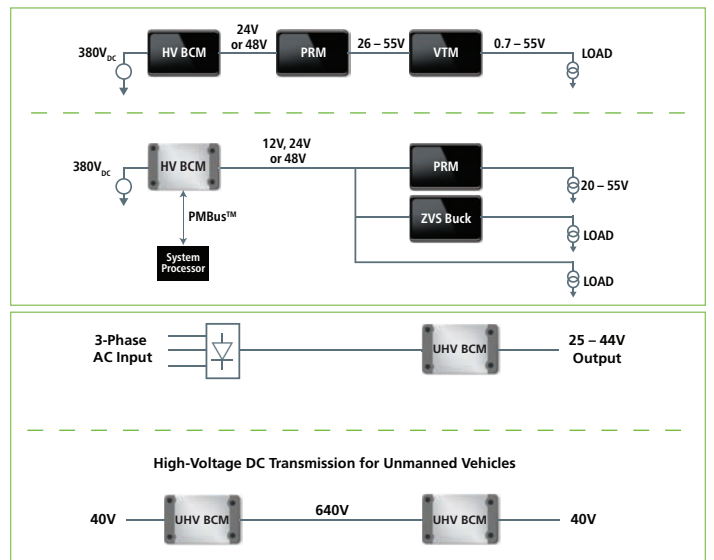 24V
or 48V
380V_DC
HV BCM
PRM
26 – 55V
VTM
0.7 – 55V
LOAD
12V, 24V
or 48V
380V_DC
HV BCM
PRM
20 – 55V
PMBus™
ZVS Buck
LOAD
System
Processor
LOAD
3-Phase
AC Input
UHV BCM
25 – 44V
Output
High-Voltage DC Transmission for Unmanned Vehicles
40V
UHV BCM
640V
UHV BCM
40V